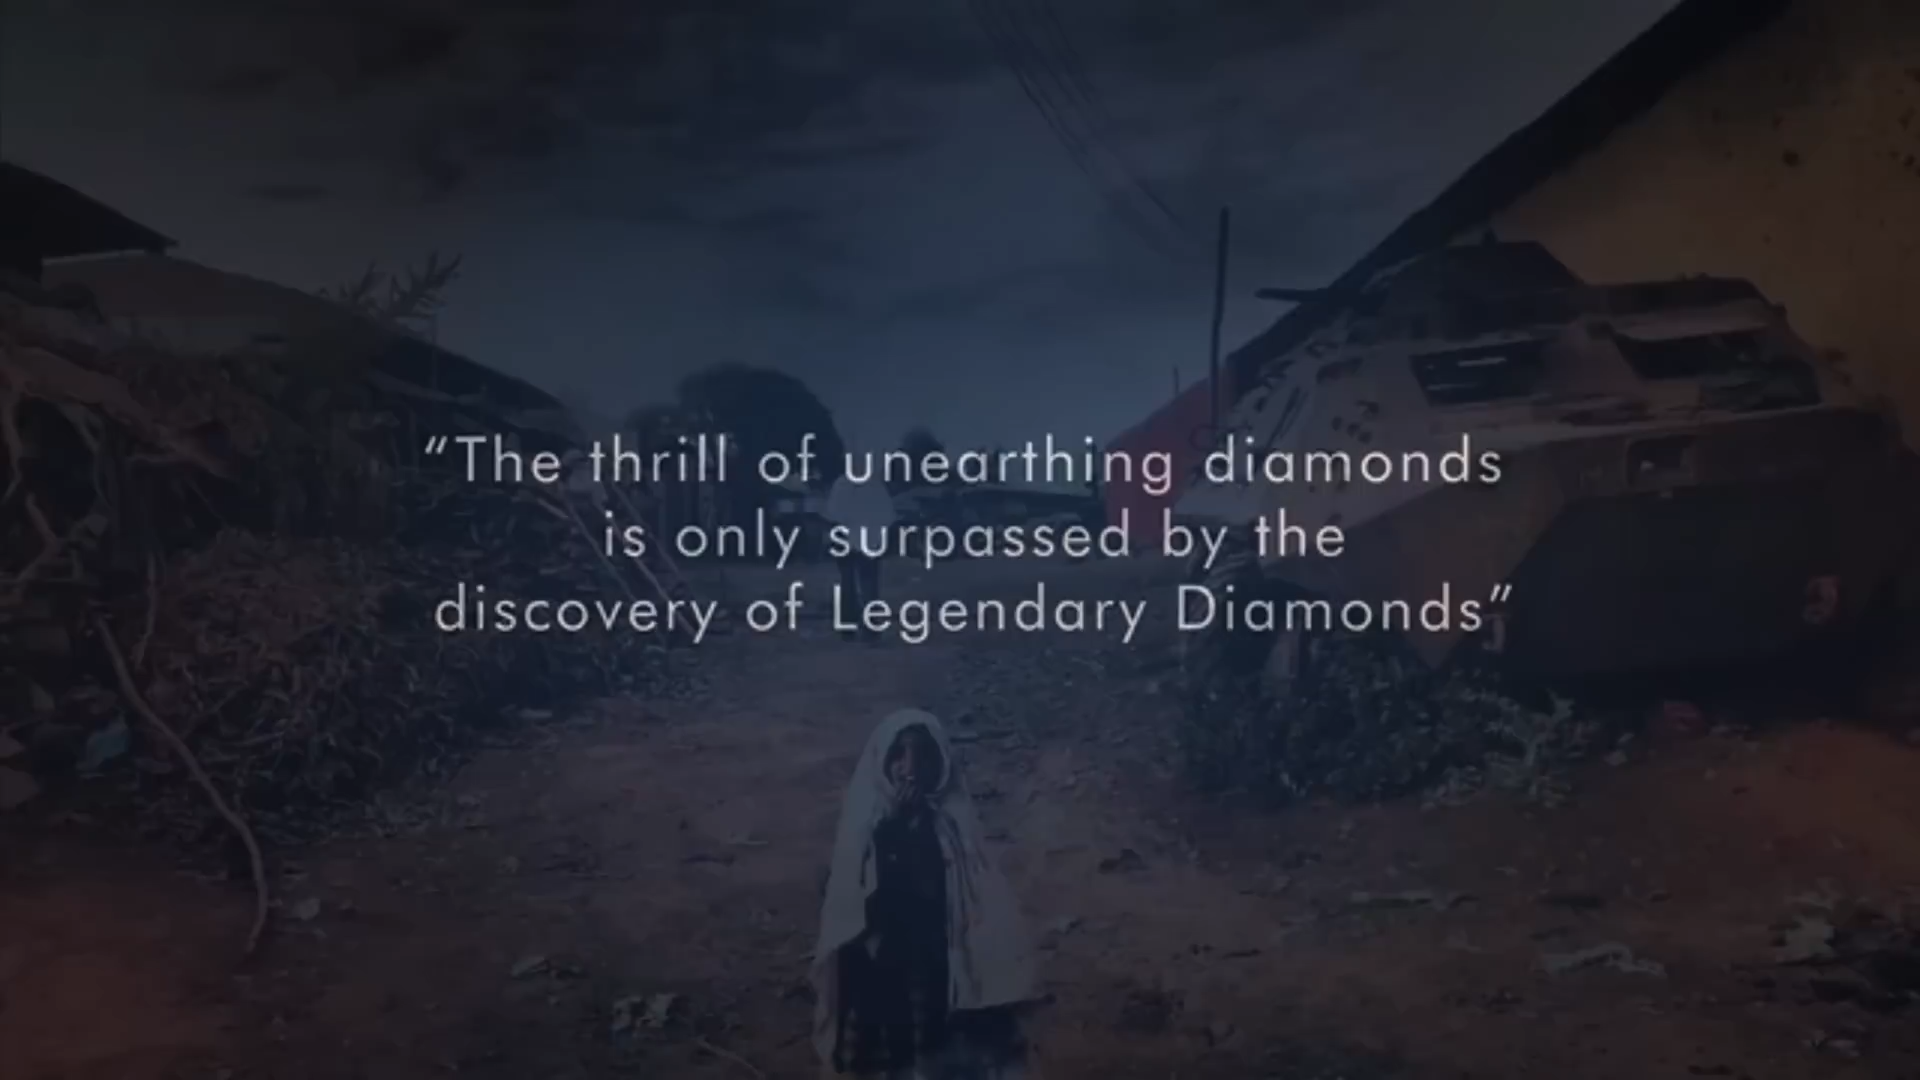 “The thrill of unearthing diamonds
is only surpassed by the
discovery of Legendary Diamonds”